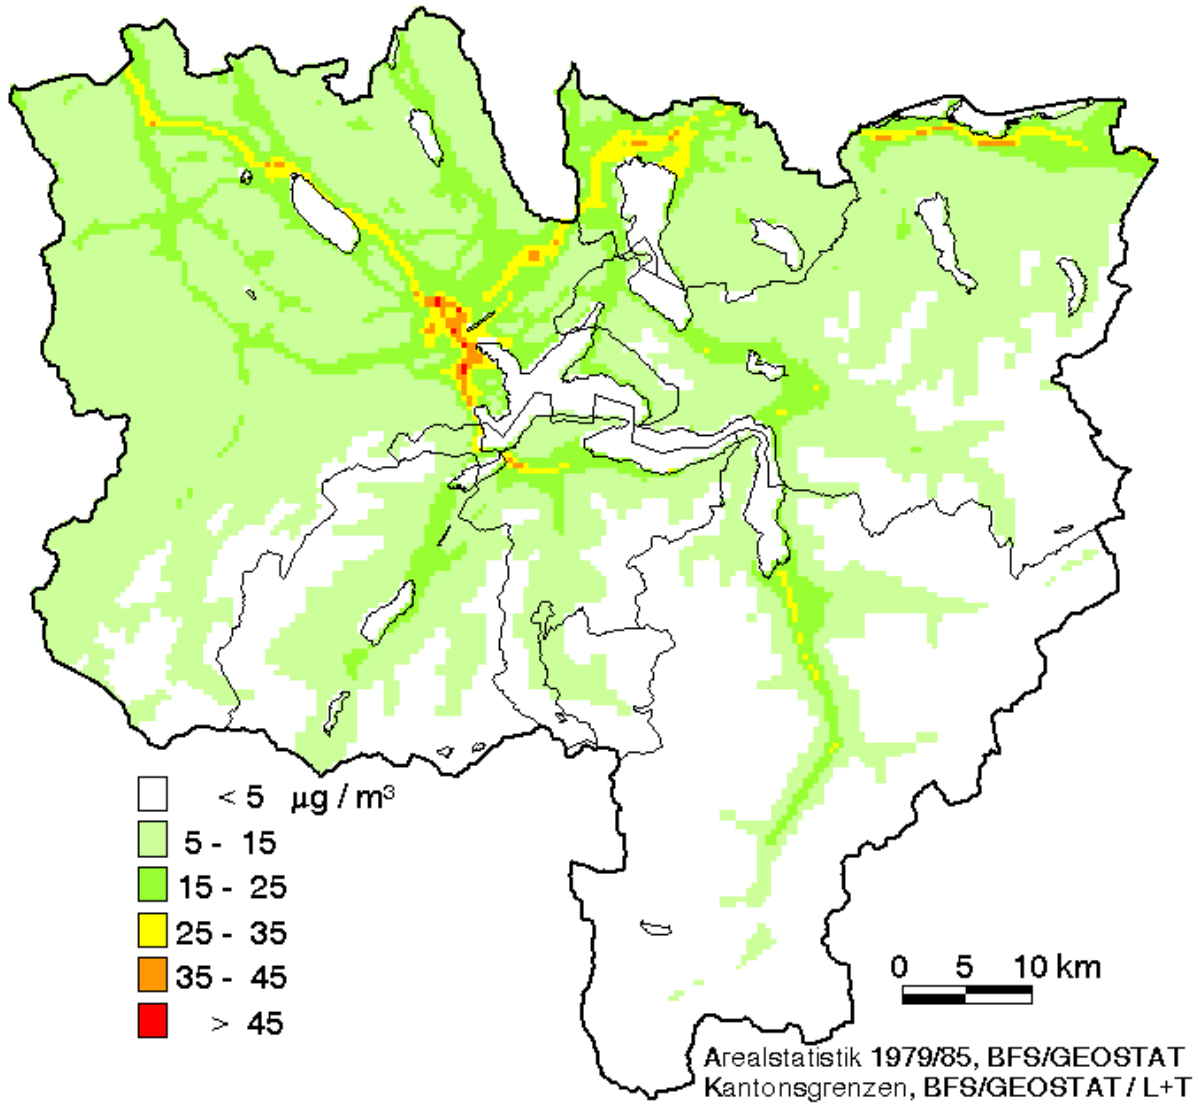 < 5 µg / m³
5 - 15
15 - 25
25 - 35
35 - 45
> 45
0 5 10 km
Arealstatistik 1979/85, BFS/GEOSTAT
Kantonsgrenzen, BFS/GEOSTAT / L+T